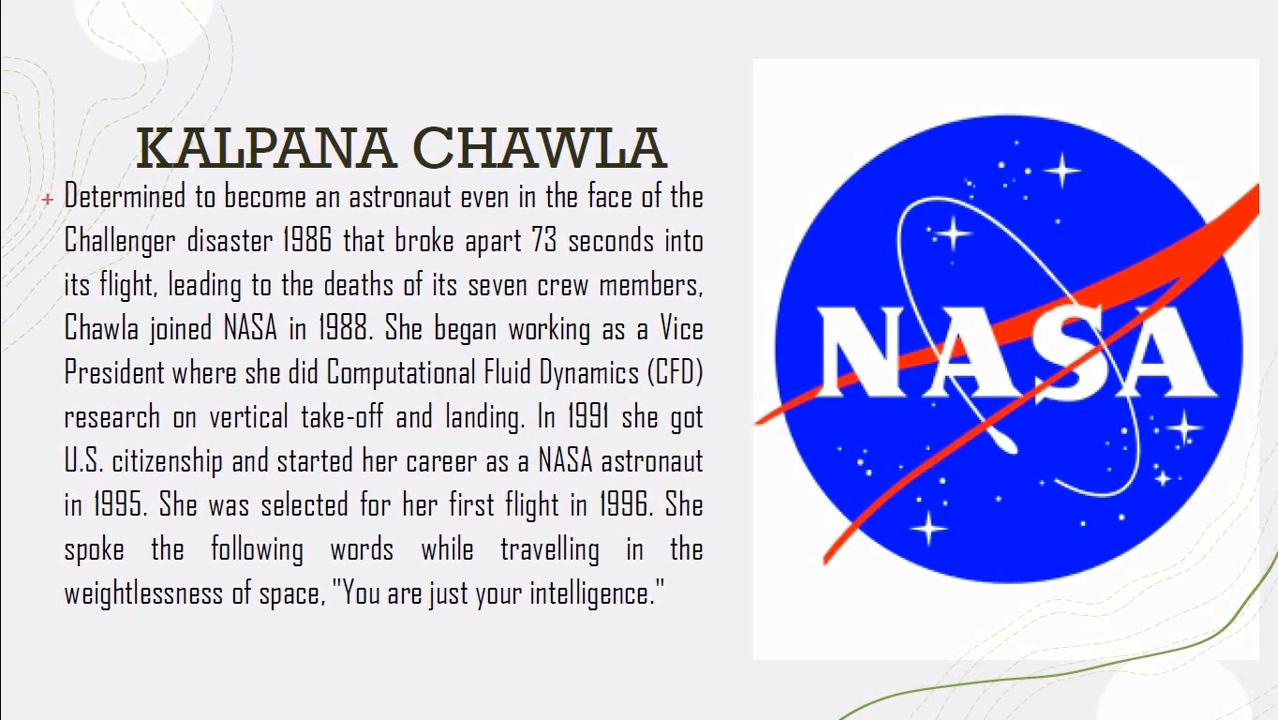 KALPANA CHAWLA
+ Determined to become an astronaut even in the face of the
Challenger disaster 1986 that broke apart 73 seconds into
its flight, leading to the deaths of its seven crew members,
Chawla joined NASA in 1988. She began working as a Vice
President where she did Computational Fluid Dynamics (CFD)
research on vertical take-off and landing. In 1991 she got
U.S. citizenship and started her career as a NASA astronaut
in 1995. She was selected for her first flight in 1996. She
spoke the following words while travelling in the
weightlessness of space, "You are just your intelligence."
NASA